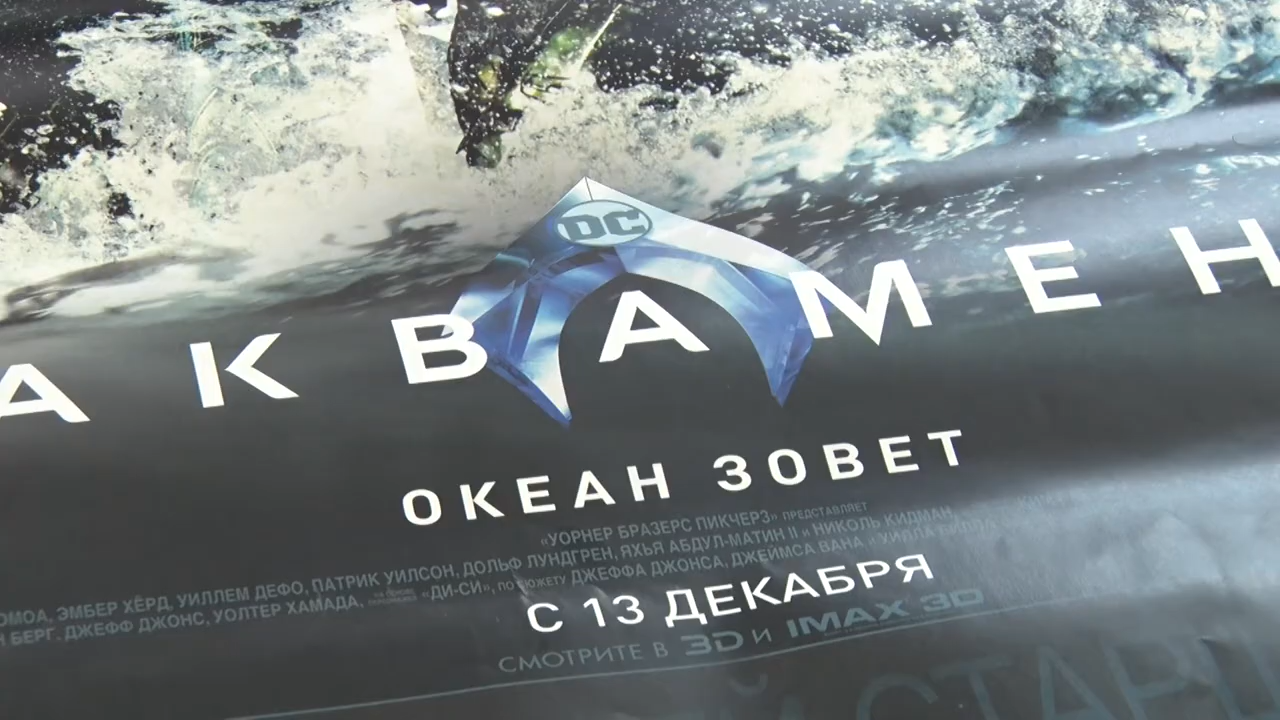 DC
АКВАМЕН
ОКЕАН ЗОВЕТ
«УОРНЕР БРАЗЕРС ПИКЧЕРЗ» ПРЕДСТАВЛЯЕТ
ЭМБЕР ХЁРД, УИЛЛЕМ ДЕФО, ПАТРИК УИЛСОН, ДОЛЬФ ЛУНДГРЕН, ЯХЬЯ АБДУЛ-МАТИН II и НИКОЛЬ КИДМАН
БЕРГ, ДЖЕФФ ДЖОНС, УОЛТЕР ХАМАДА, «ДИ-СИ», ПО СЮЖЕТУ ДЖЕФФА ДЖОНСА, ДЖЕЙМСА ВАНА и УИЛЛА БИЛЛА
С 13 ДЕКАБРЯ
СМОТРИТЕ В 3D И IMAX 3D